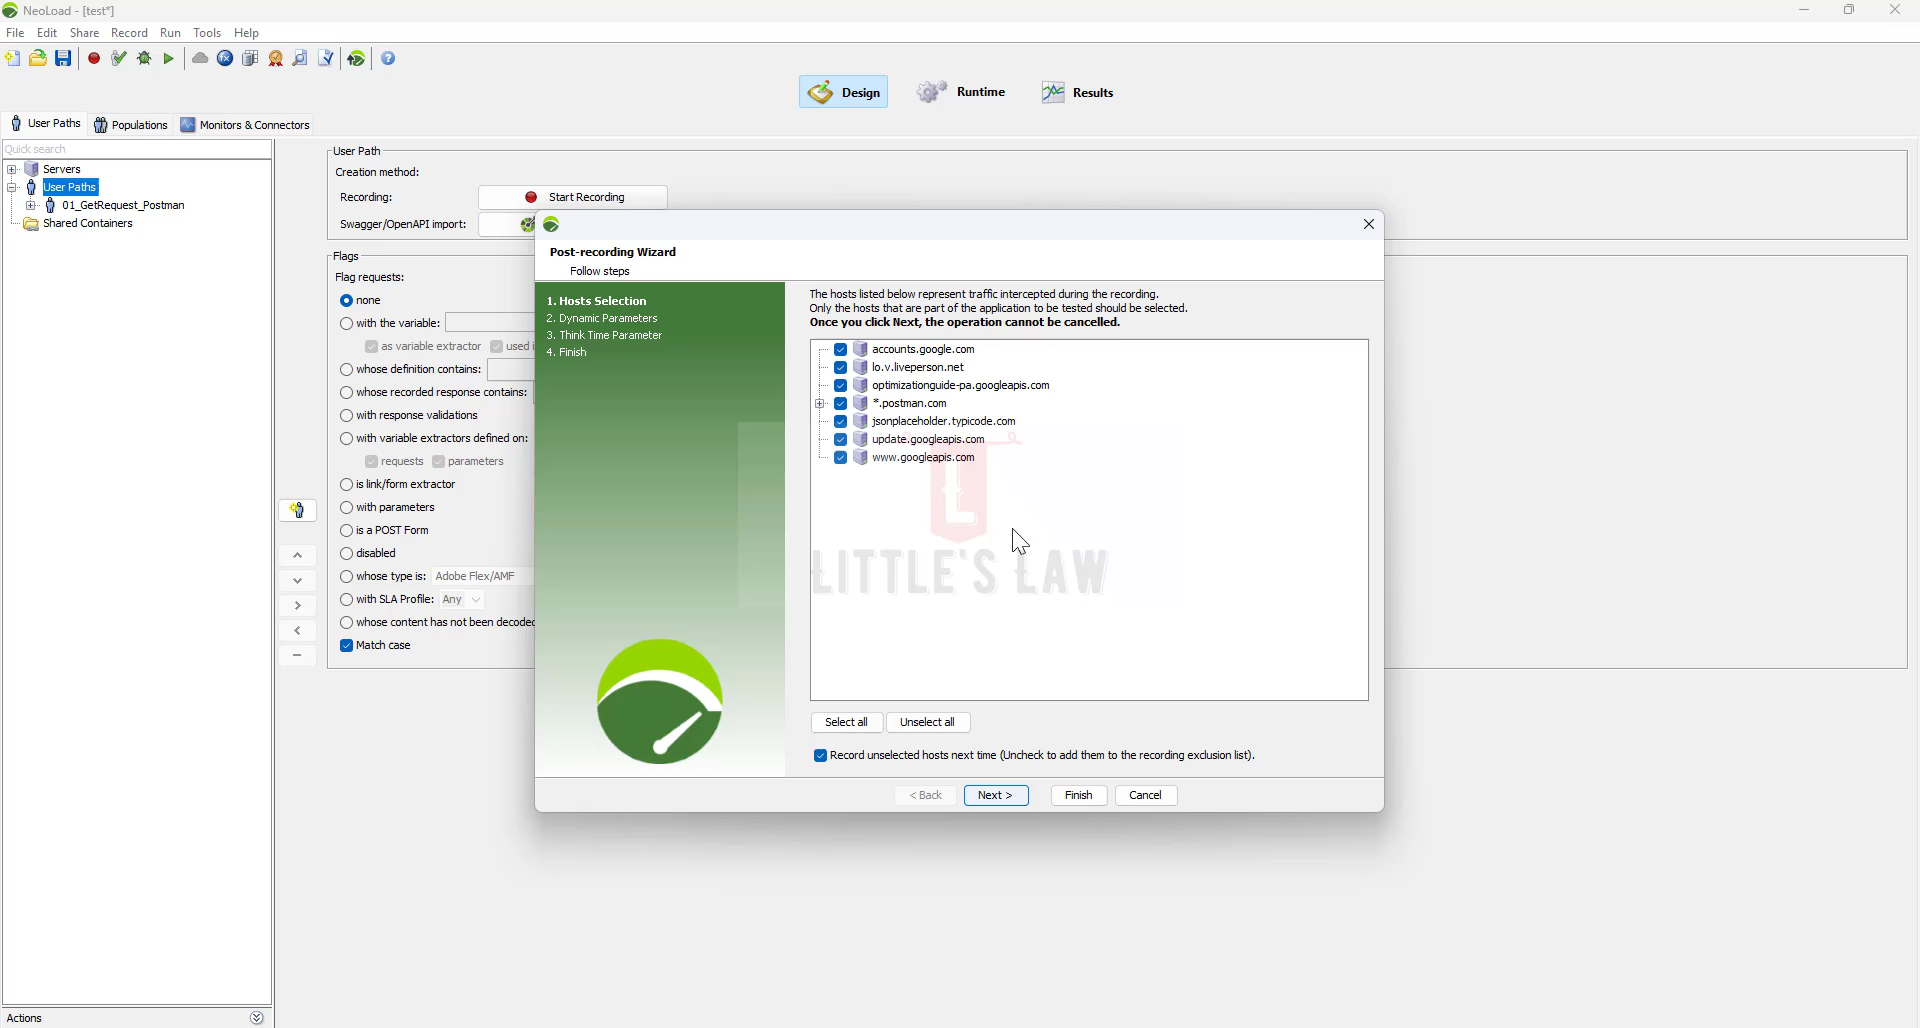 NeoLoad - [test*]
File Edit Share Record Run Tools Help
Design Runtime Results
User Paths Populations Monitors & Connectors
Quick search
Servers
User Paths
01_GetRequest_Postman
Shared Containers
User Path
Creation method:
Recording: Start Recording
Swagger/OpenAPI import:
Flags
Flag requests:
none
with the variable:
as variable extractor used i
whose definition contains:
whose recorded response contains:
with response validations
with variable extractors defined on:
requests parameters
is link/form extractor
with parameters
is a POST Form
disabled
whose type is: Adobe Flex/AMF
with SLA Profile: Any
whose content has not been decoded
Match case
Post-recording Wizard
Follow steps
1. Hosts Selection
2. Dynamic Parameters
3. Think Time Parameter
4. Finish
The hosts listed below represent traffic intercepted during the recording.
Only the hosts that are part of the application to be tested should be selected.
Once you click Next, the operation cannot be cancelled.
accounts.google.com
lo.v.liveperson.net
optimizationguide-pa.googleapis.com
*.postman.com
jsonplaceholder.typicode.com
update.googleapis.com
www.googleapis.com
L
LITTLE'S LAW
Select all Unselect all
Record unselected hosts next time (Uncheck to add them to the recording exclusion list).
< Back Next > Finish Cancel
Actions